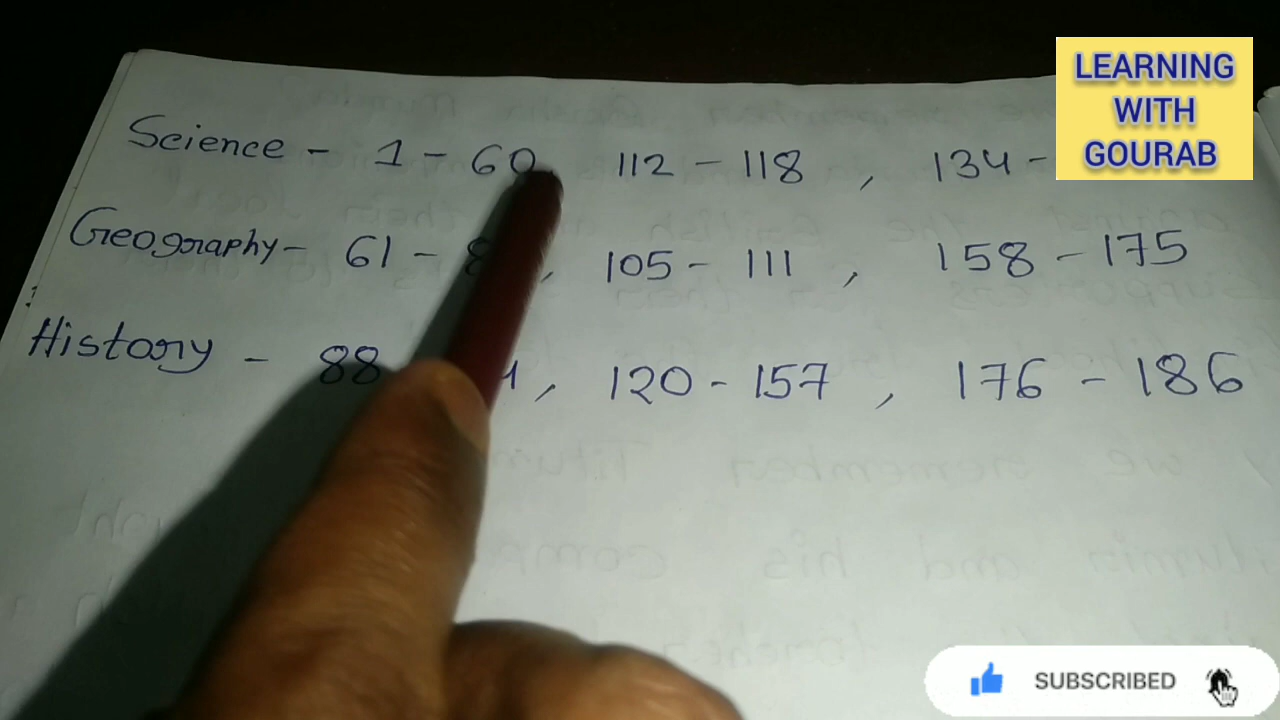 Science - 1 - 60 112 - 118 , 134 -
Geography - 61 - , 105 - 111 , 158 - 175
History - 88 , 120 - 157 , 176 - 186
LEARNING
WITH
GOURAB
SUBSCRIBED